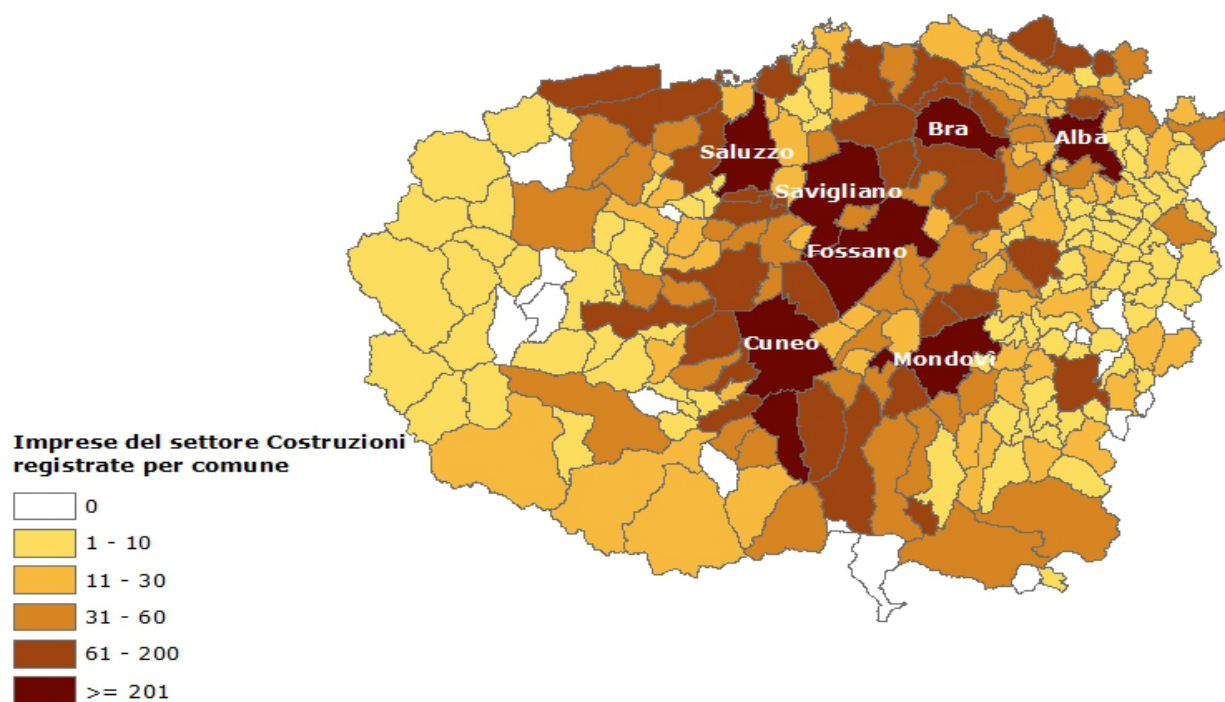 Bra
Alba
Saluzzo
Savigliano
Fossano
Cuneo
Mondovì
Imprese del settore Costruzioni
registrate per comune
0
1 - 10
11 - 30
31 - 60
61 - 200
>= 201